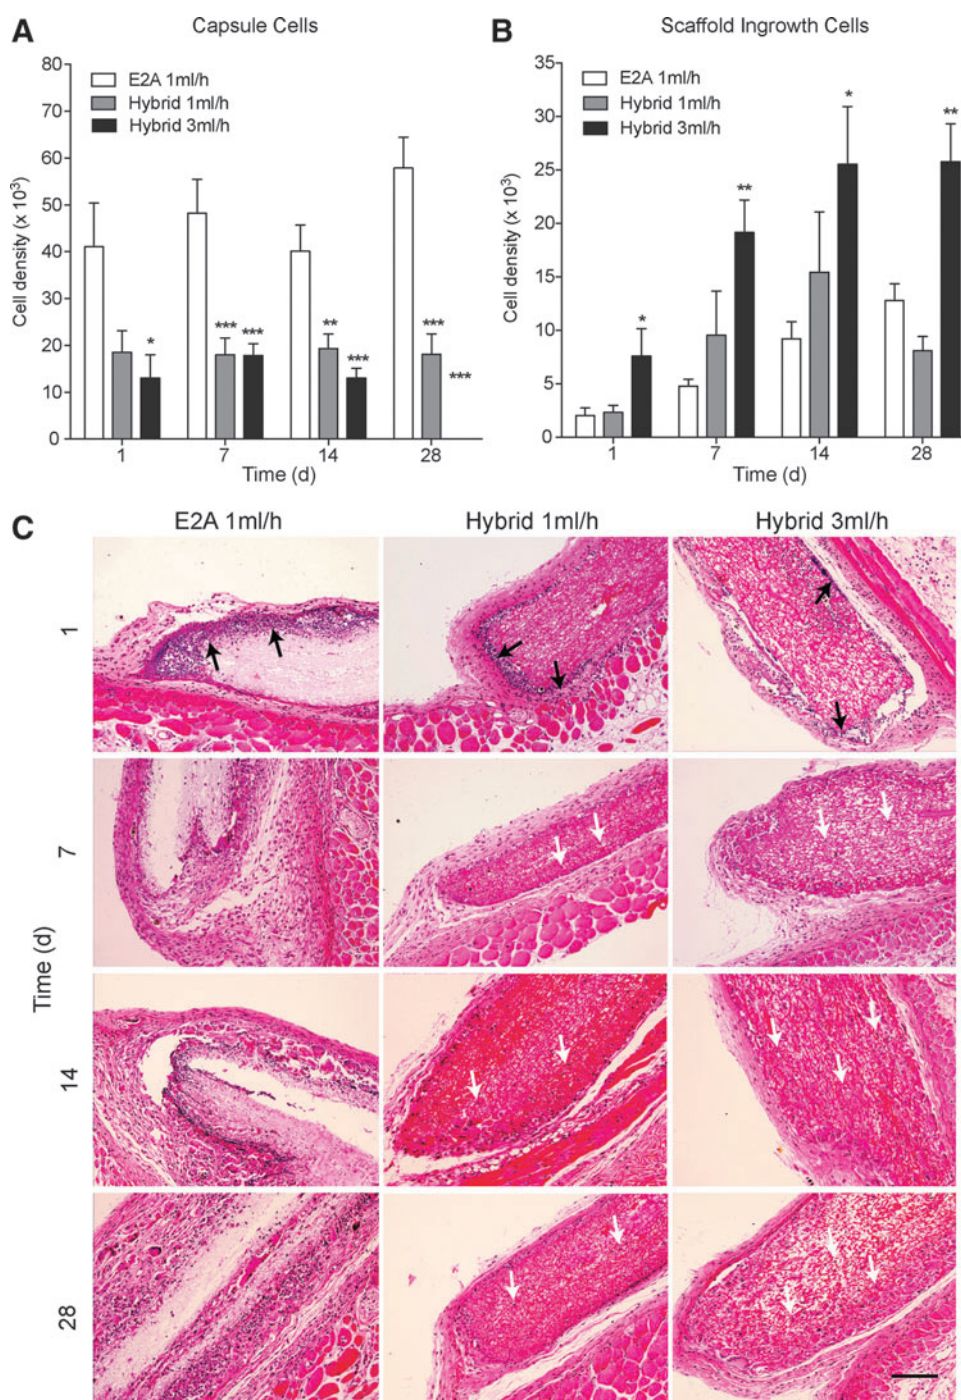 A
Capsule Cells
Cell density (x 10³)
80
70
60
50
40
30
20
10
0
E2A 1ml/h
Hybrid 1ml/h
Hybrid 3ml/h
*
*** ***
** ***
*** ***
1 7 14 28
Time (d)
B
Scaffold Ingrowth Cells
Cell density (x 10³)
35
30
25
20
15
10
5
0
E2A 1ml/h
Hybrid 1ml/h
Hybrid 3ml/h
*
**
*
**
1 7 14 28
Time (d)
C
E2A 1ml/h Hybrid 1ml/h Hybrid 3ml/h
Time (d)
1
7
14
28